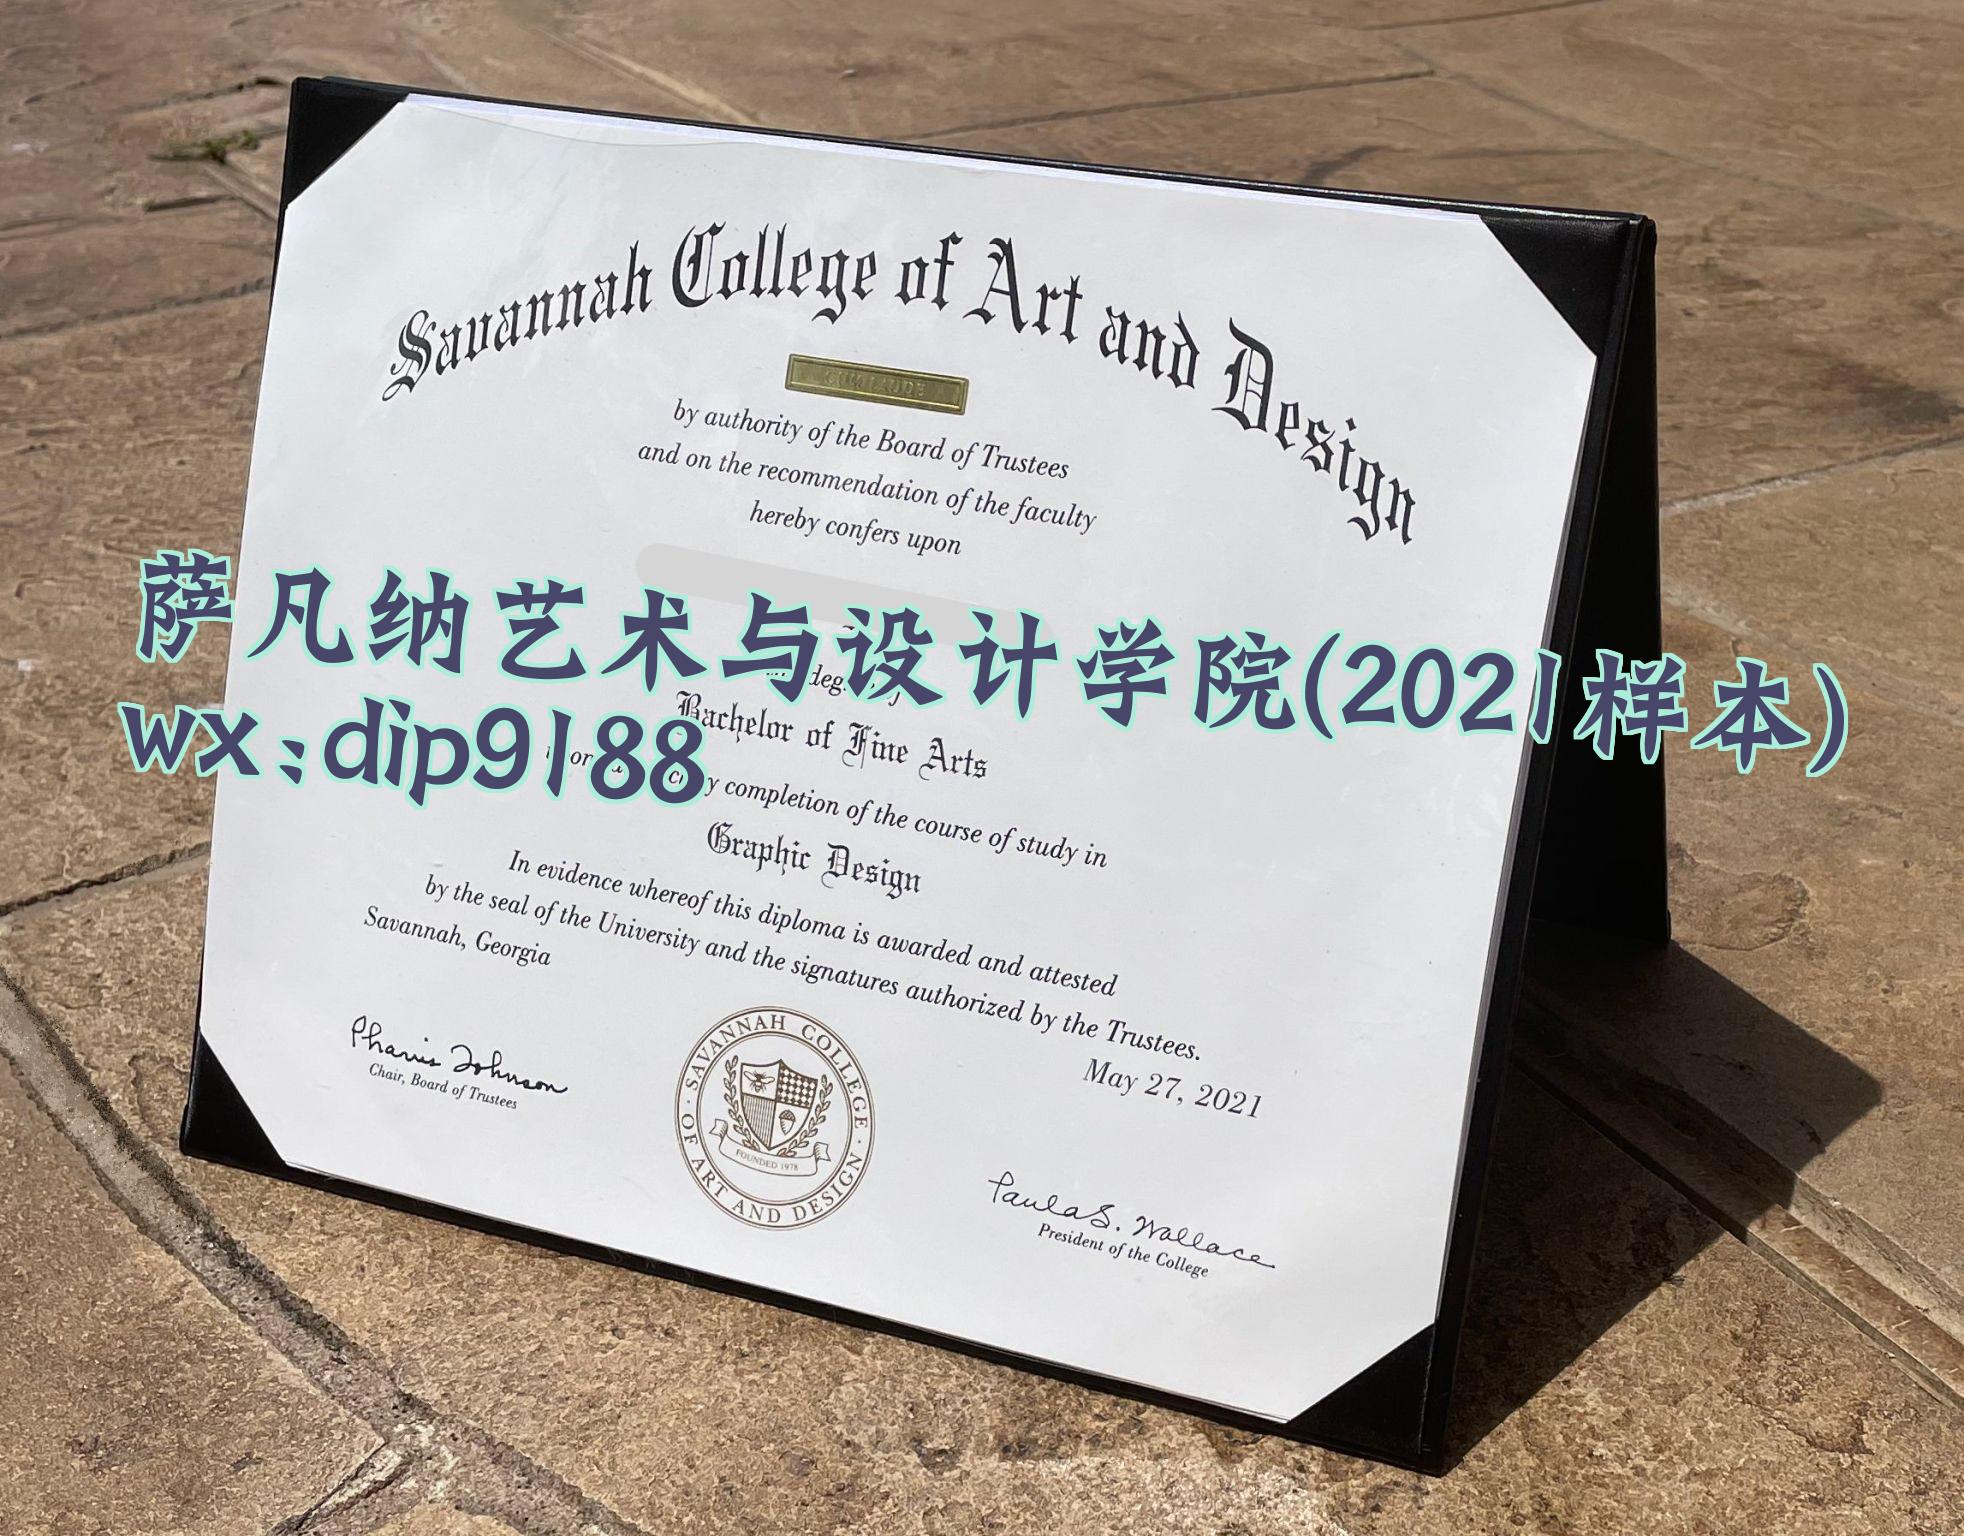 Savannah College of Art and Design
CUM LAUDE
by authority of the Board of Trustees
and on the recommendation of the faculty
hereby confers upon
萨凡纳艺术与设计学院(2021样本)
Bachelor of Fine Arts
wx:dip9188
completion of the course of study in
Graphic Design
In evidence whereof this diploma is awarded and attested
by the seal of the University and the signatures authorized by the Trustees.
Savannah, Georgia
May 27, 2021
Pharris Johnson
Chair, Board of Trustees
SAVANNAH COLLEGE · OF ART AND DESIGN ·
FOUNDED 1978
Paula S. Wallace
President of the College